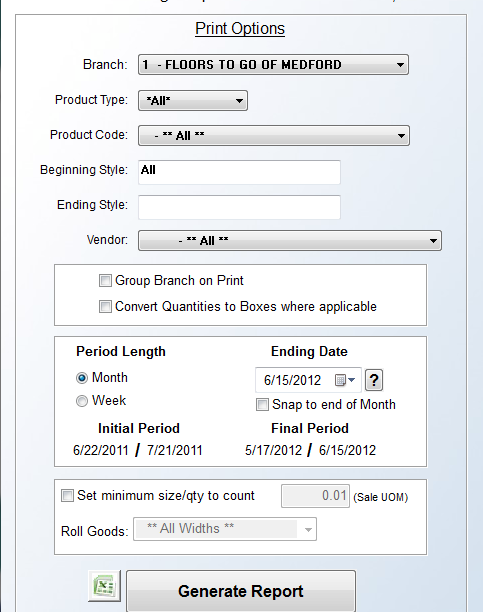 Print Options
Branch: 1 - FLOORS TO GO OF MEDFORD
Product Type: *All*
Product Code: - ** All **
Beginning Style: All
Ending Style:
Vendor: - ** All **
Group Branch on Print
Convert Quantities to Boxes where applicable
Period Length Ending Date
Month 6/15/2012 ?
Week Snap to end of Month
Initial Period Final Period
6/22/2011 / 7/21/2011 5/17/2012 / 6/15/2012
Set minimum size/qty to count 0.01 (Sale UOM)
Roll Goods: ** All Widths **
Generate Report